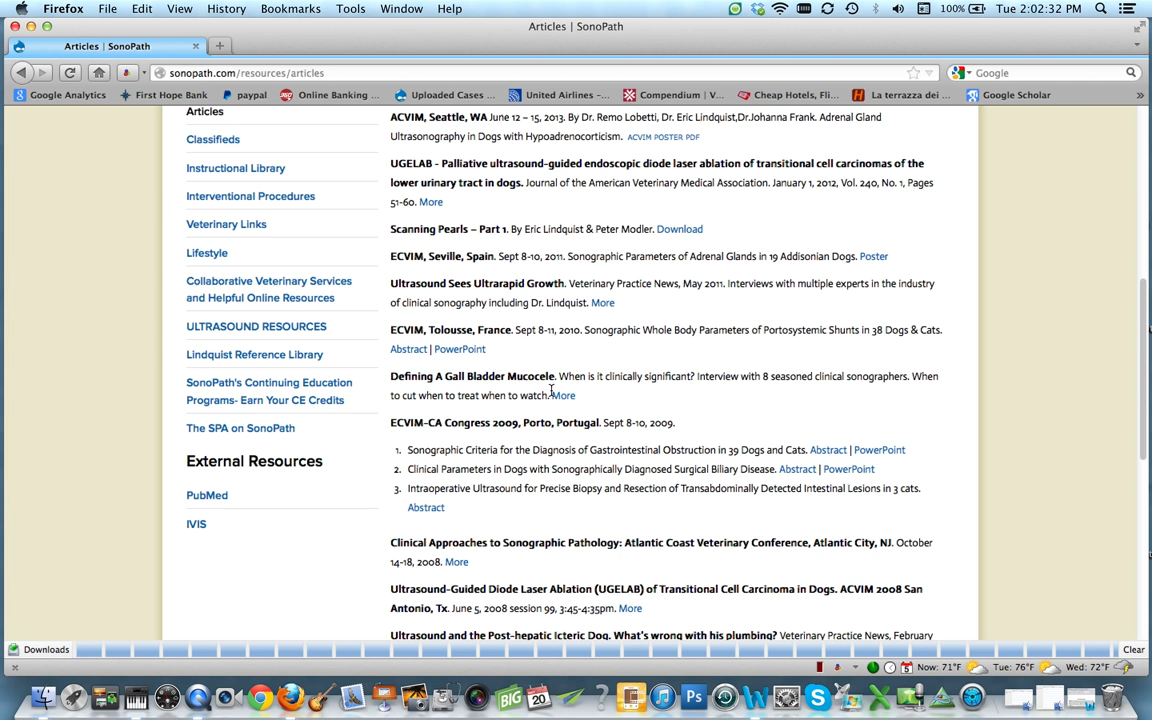 Firefox File Edit View History Bookmarks Tools Window Help 100% Tue 2:02:32 PM
Articles | SonoPath
Articles | SonoPath
sonopath.com/resources/articles Google
Google Analytics First Hope Bank paypal Online Banking ... Uploaded Cases ... United Airlines –... Compendium | V... Cheap Hotels, Fli... La terrazza dei ... Google Scholar
Articles
Classifieds
Instructional Library
Interventional Procedures
Veterinary Links
Lifestyle
Collaborative Veterinary Services
and Helpful Online Resources
ULTRASOUND RESOURCES
Lindquist Reference Library
SonoPath's Continuing Education
Programs- Earn Your CE Credits
The SPA on SonoPath
External Resources
PubMed
IVIS
ACVIM, Seattle, WA June 12 – 15, 2013. By Dr. Remo Lobetti, Dr. Eric Lindquist,Dr.Johanna Frank. Adrenal Gland
Ultrasonography in Dogs with Hypoadrenocorticism. ACVIM POSTER PDF
UGELAB - Palliative ultrasound-guided endoscopic diode laser ablation of transitional cell carcinomas of the
lower urinary tract in dogs. Journal of the American Veterinary Medical Association. January 1, 2012, Vol. 240, No. 1, Pages
51-60. More
Scanning Pearls – Part 1. By Eric Lindquist & Peter Modler. Download
ECVIM, Seville, Spain. Sept 8-10, 2011. Sonographic Parameters of Adrenal Glands in 19 Addisonian Dogs. Poster
Ultrasound Sees Ultrarapid Growth. Veterinary Practice News, May 2011. Interviews with multiple experts in the industry
of clinical sonography including Dr. Lindquist. More
ECVIM, Tolousse, France. Sept 8-11, 2010. Sonographic Whole Body Parameters of Portosystemic Shunts in 38 Dogs & Cats.
Abstract | PowerPoint
Defining A Gall Bladder Mucocele. When is it clinically significant? Interview with 8 seasoned clinical sonographers. When
to cut when to treat when to watch. More
ECVIM-CA Congress 2009, Porto, Portugal. Sept 8-10, 2009.
1. Sonographic Criteria for the Diagnosis of Gastrointestinal Obstruction in 39 Dogs and Cats. Abstract | PowerPoint
2. Clinical Parameters in Dogs with Sonographically Diagnosed Surgical Biliary Disease. Abstract | PowerPoint
3. Intraoperative Ultrasound for Precise Biopsy and Resection of Transabdominally Detected Intestinal Lesions in 3 cats.
Abstract
Clinical Approaches to Sonographic Pathology: Atlantic Coast Veterinary Conference, Atlantic City, NJ. October
14-18, 2008. More
Ultrasound-Guided Diode Laser Ablation (UGELAB) of Transitional Cell Carcinoma in Dogs. ACVIM 2008 San
Antonio, Tx. June 5, 2008 session 99, 3:45-4:35pm. More
Ultrasound and the Post-hepatic Icteric Dog. What's wrong with his plumbing? Veterinary Practice News, February
Downloads Clear
5 Now: 71°F Tue: 76°F Wed: 72°F
BIG 20 Ps W S X